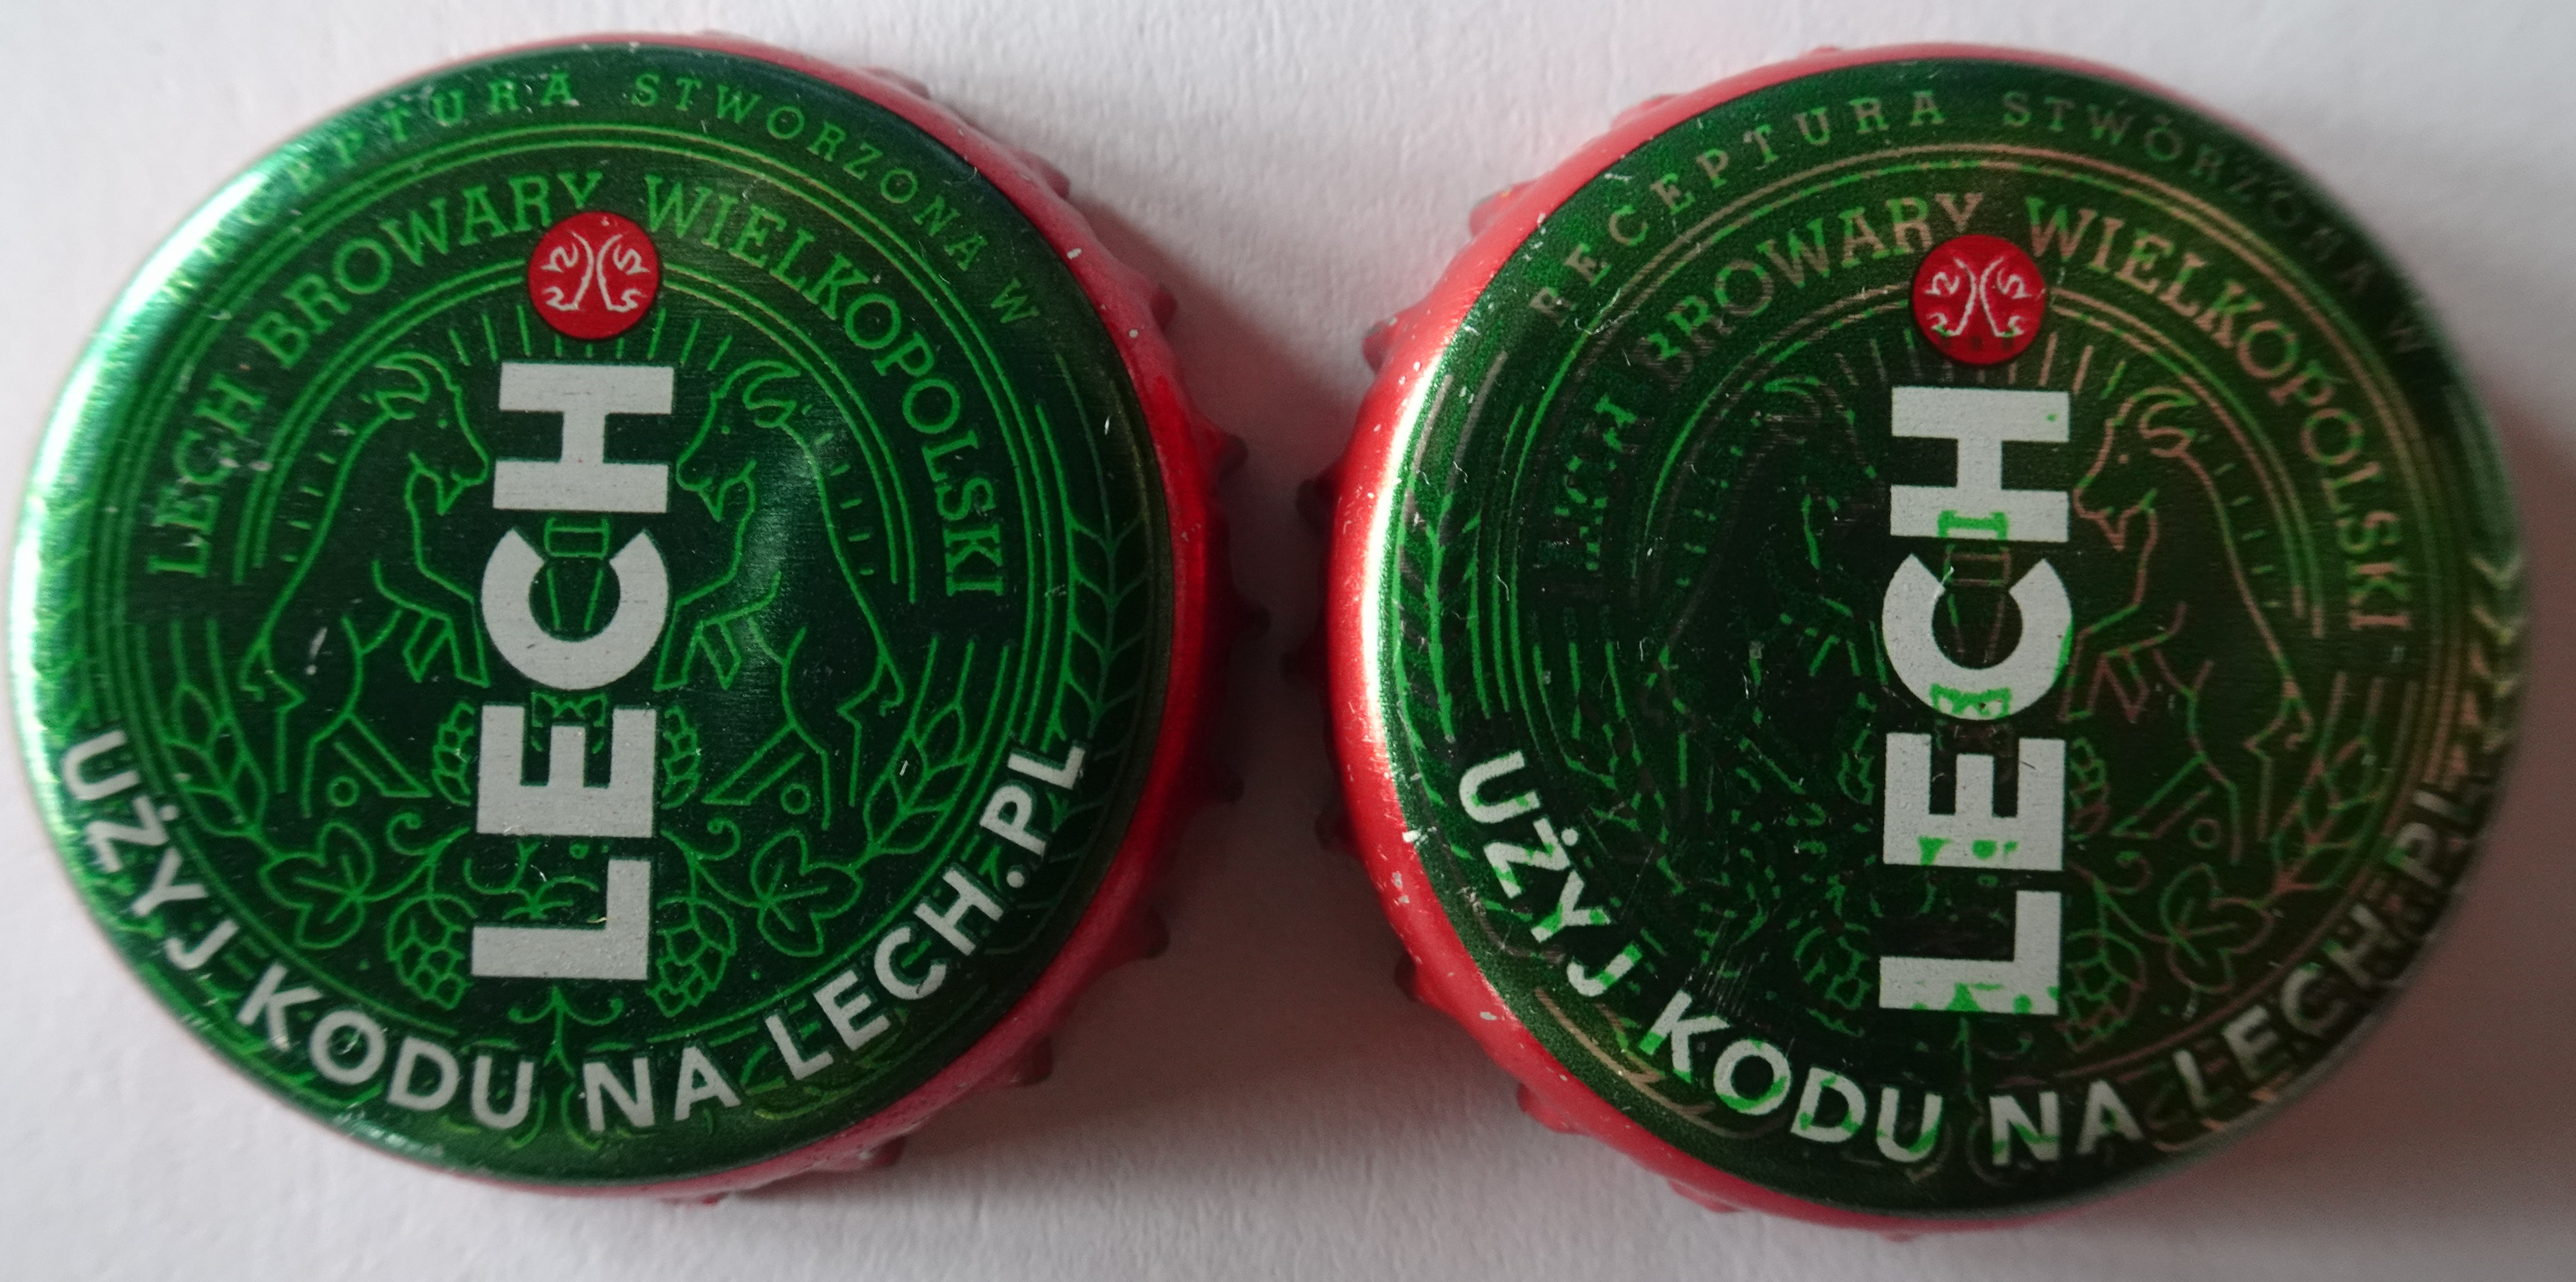 RECEPTURA STWORZONA W
LECH BROWARY WIELKOPOLSKI
LECH
UŻYJ KODU NA LECH.PL
RECEPTURA STWORZONA W
LECH BROWARY WIELKOPOLSKI
LECH
UŻYJ KODU NA LECH.PL